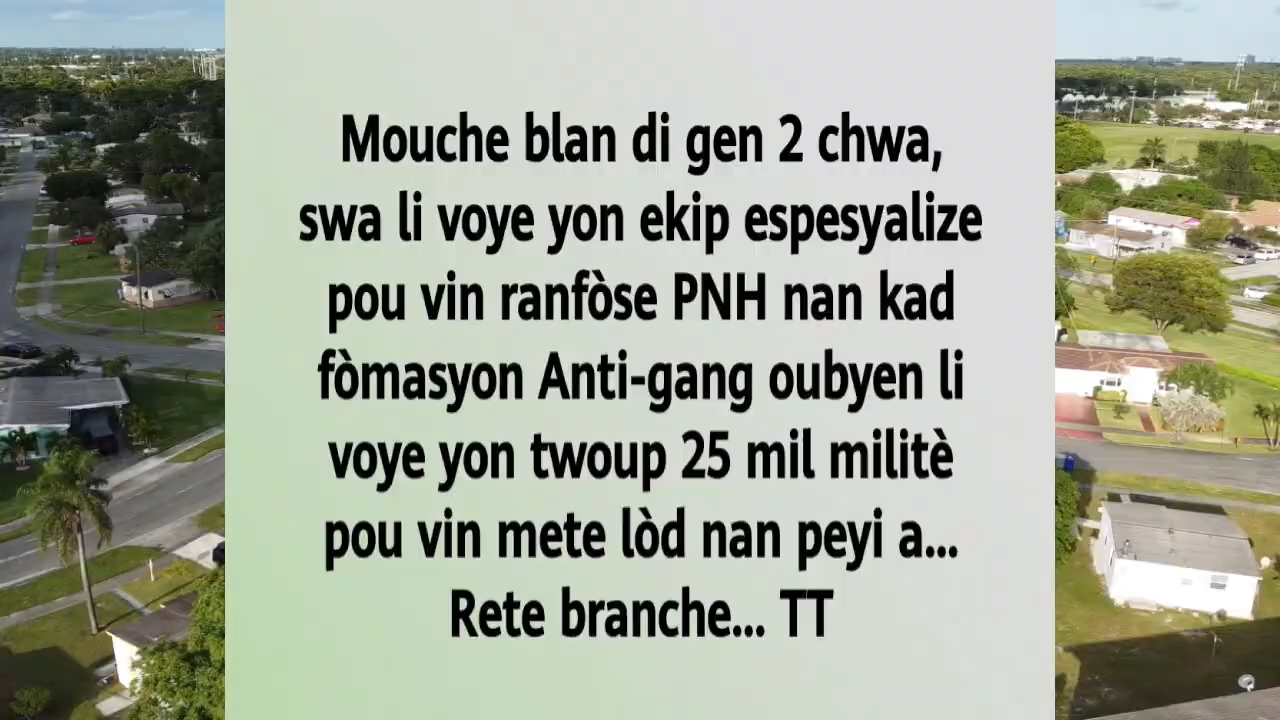 Mouche blan di gen 2 chwa,
swa li voye yon ekip espesyalize
pou vin ranfòse PNH nan kad
fòmasyon Anti-gang oubyen li
voye yon twoup 25 mil militè
pou vin mete lòd nan peyi a...
Rete branche... TT